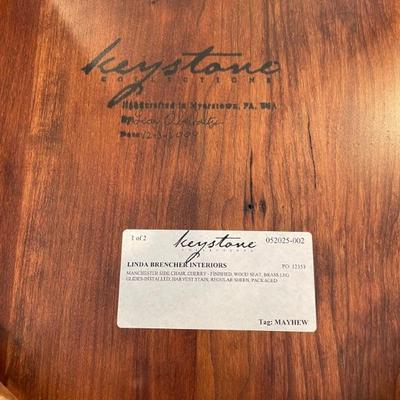 keystone
COLLECTIONS
Handcrafted in Myerstown, PA, USA
By:
Date:
1 of 2
keystone
COLLECTIONS
052025-002
LINDA BRENCHER INTERIORS
PO 12353
MANCHESTER SIDE CHAIR, CHERRY - FINISHED, WOOD SEAT, BRASS LEG
GLIDES-INSTALLED, HARVEST STAIN, REGULAR SHEEN, PACKAGED
Tag: MAYHEW